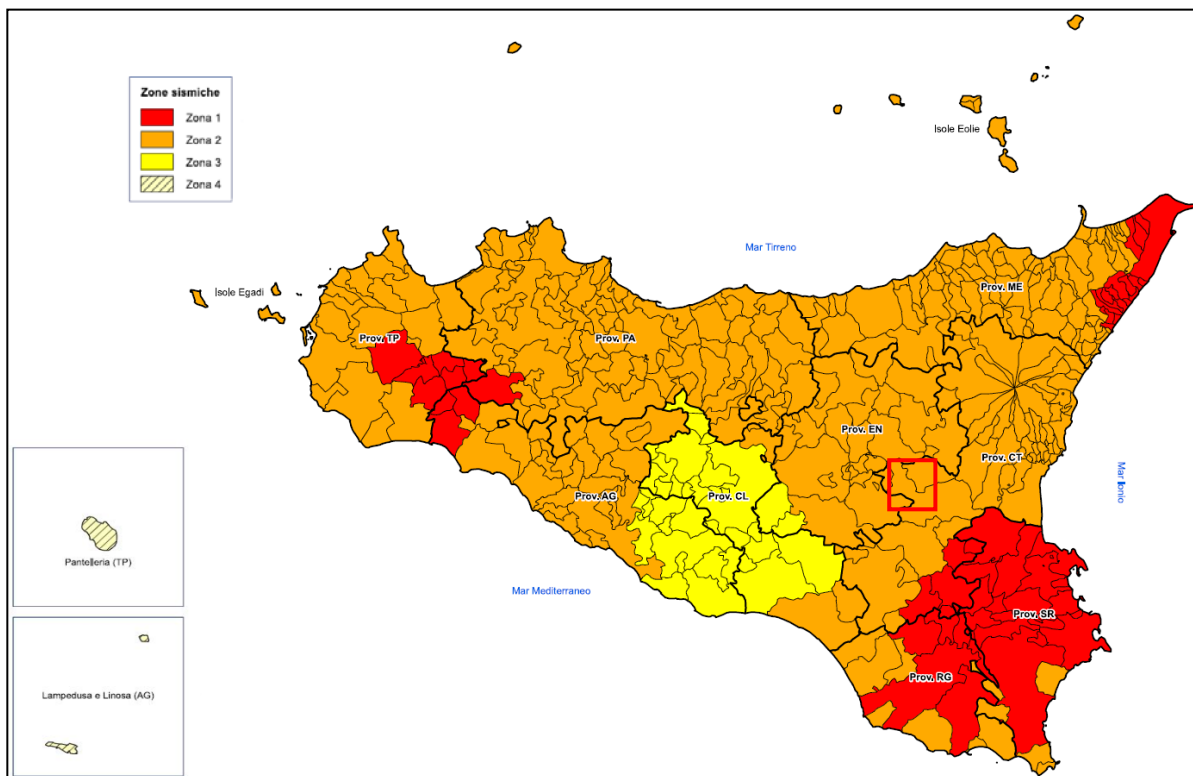 Zone sismiche
Zona 1
Zona 2
Zona 3
Zona 4
Isole Eolie
Mar Tirreno
Isole Egadi
Prov. ME
Prov. TP
Prov. PA
Prov. EN
Prov. CT
Mar Ionio
Prov. AG
Prov. CL
Pantelleria (TP)
Mar Mediterraneo
Prov. SR
Prov. RG
Lampedusa e Linosa (AG)